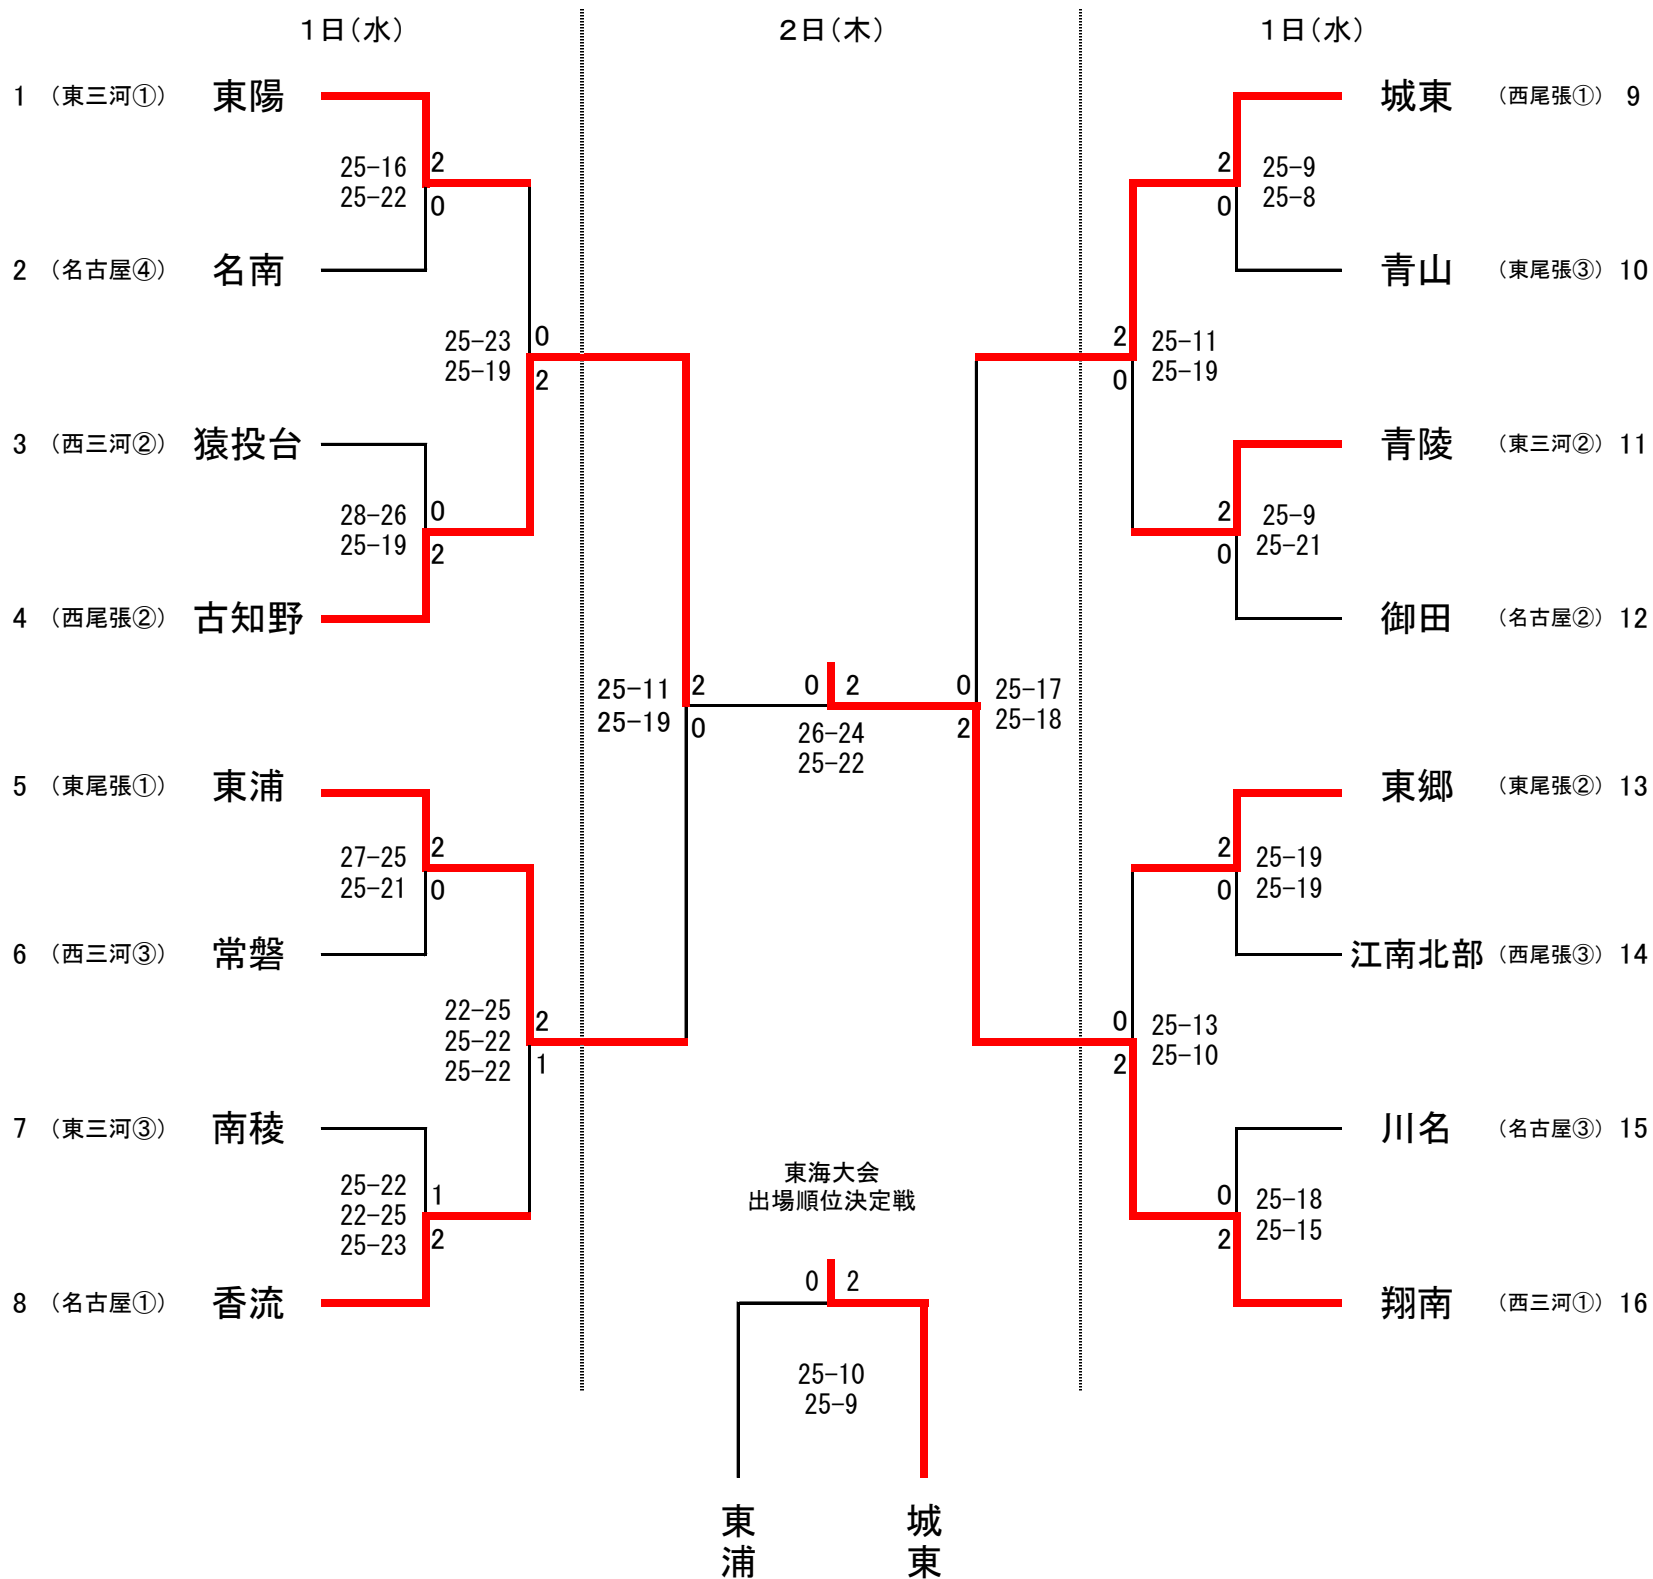 1日（水）
2日（木）
1日（水）
1 （東三河①） 東陽
25-16 2
25-22 0
2 （名古屋④） 名南
25-23 0
25-19 2
3 （西三河②） 猿投台
28-26 0
25-19 2
4 （西尾張②） 古知野
25-11 2
25-19 0
5 （東尾張①） 東浦
27-25 2
25-21 0
6 （西三河③） 常磐
22-25 2
25-22
25-22 1
7 （東三河③） 南稜
25-22 1
22-25
25-23 2
8 （名古屋①） 香流
0 2
26-24
25-22
城東 （西尾張①） 9
2 25-9
0 25-8
青山 （東尾張③） 10
2 25-11
0 25-19
青陵 （東三河②） 11
2 25-9
0 25-21
御田 （名古屋②） 12
0 25-17
2 25-18
東郷 （東尾張②） 13
2 25-19
0 25-19
江南北部 （西尾張③） 14
0 25-13
2 25-10
川名 （名古屋③） 15
0 25-18
2 25-15
翔南 （西三河①） 16
東海大会
出場順位決定戦
0 2
25-10
25-9
東浦
城東